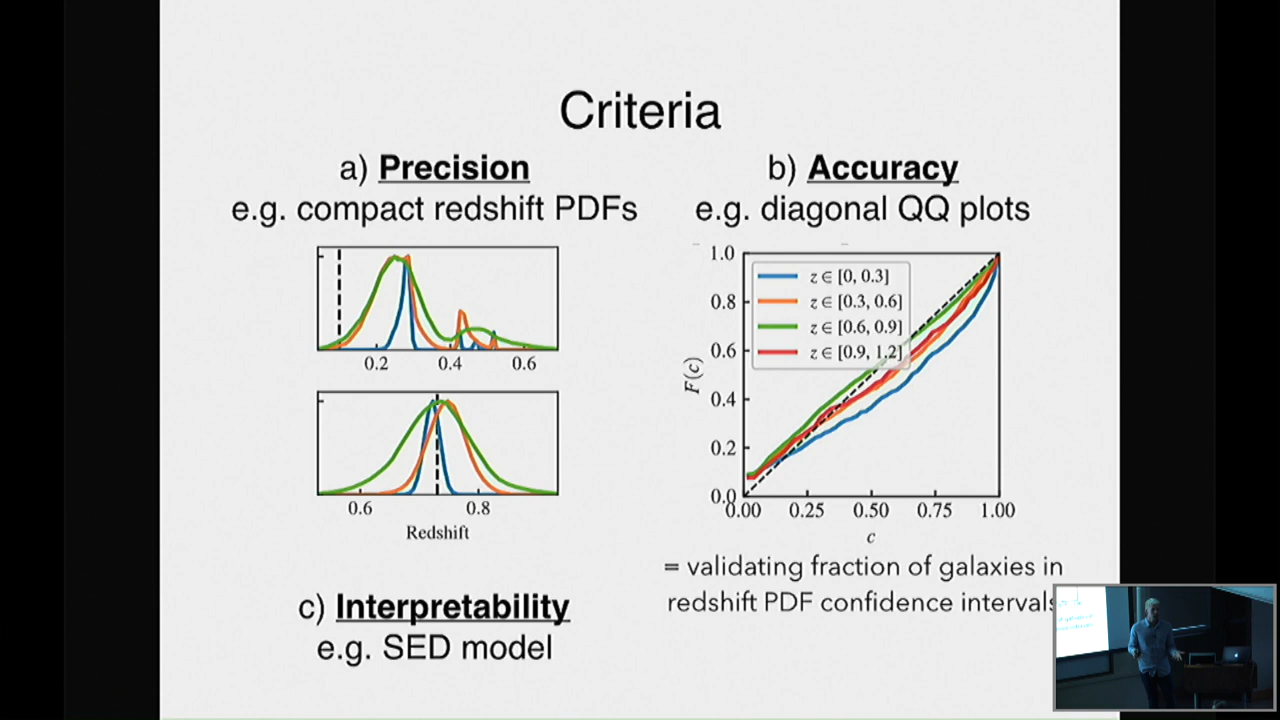 Criteria
a) Precision
e.g. compact redshift PDFs
0.2 0.4 0.6
0.6 0.8
Redshift
b) Accuracy
e.g. diagonal QQ plots
z ∈ [0, 0.3]
z ∈ [0.3, 0.6]
z ∈ [0.6, 0.9]
z ∈ [0.9, 1.2]
1.0
0.8
0.6
0.4
0.2
0.0
F(c)
0.00 0.25 0.50 0.75 1.00
c
= validating fraction of galaxies in
redshift PDF confidence intervals
c) Interpretability
e.g. SED model